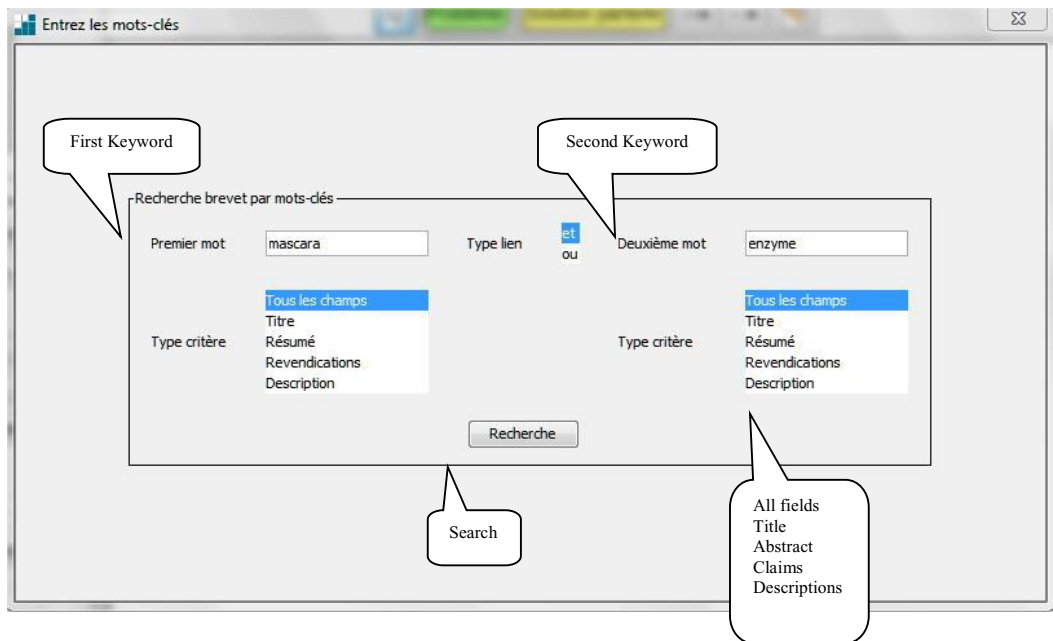 Entrez les mots-clés
First Keyword
Second Keyword
Recherche brevet par mots-clés
Premier mot
mascara
Type lien
et
ou
Deuxième mot
enzyme
Type critère
Tous les champs
Titre
Résumé
Revendications
Description
Type critère
Tous les champs
Titre
Résumé
Revendications
Description
Recherche
Search
All fields
Title
Abstract
Claims
Descriptions